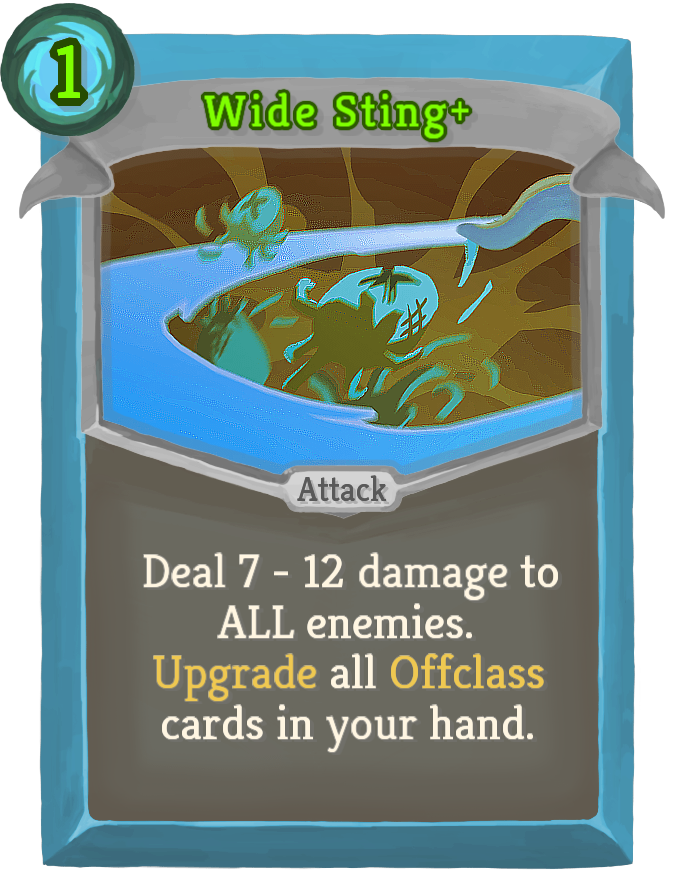 1
Wide Sting+
Attack
Deal 7 - 12 damage to
ALL enemies.
Upgrade all Offclass
cards in your hand.